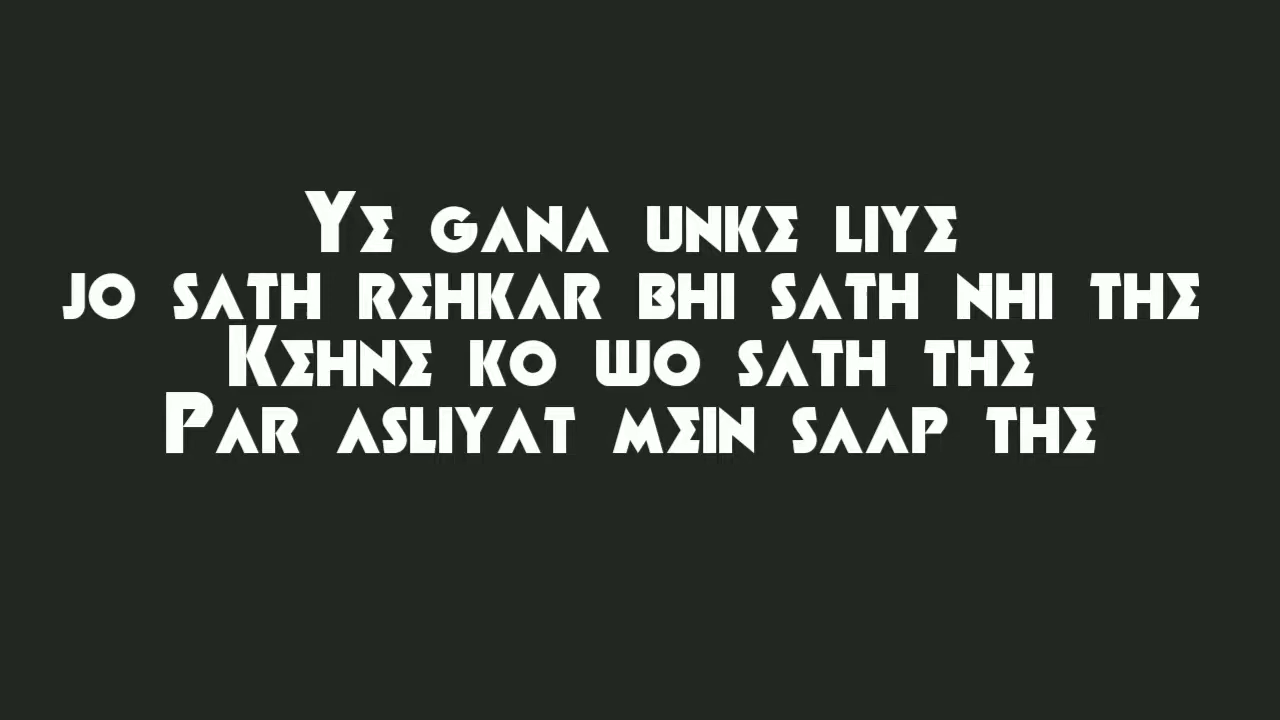 Ye gana unke liye
jo sath rehkar bhi sath nhi the
Kehne ko wo sath the
Par asliyat mein saap the